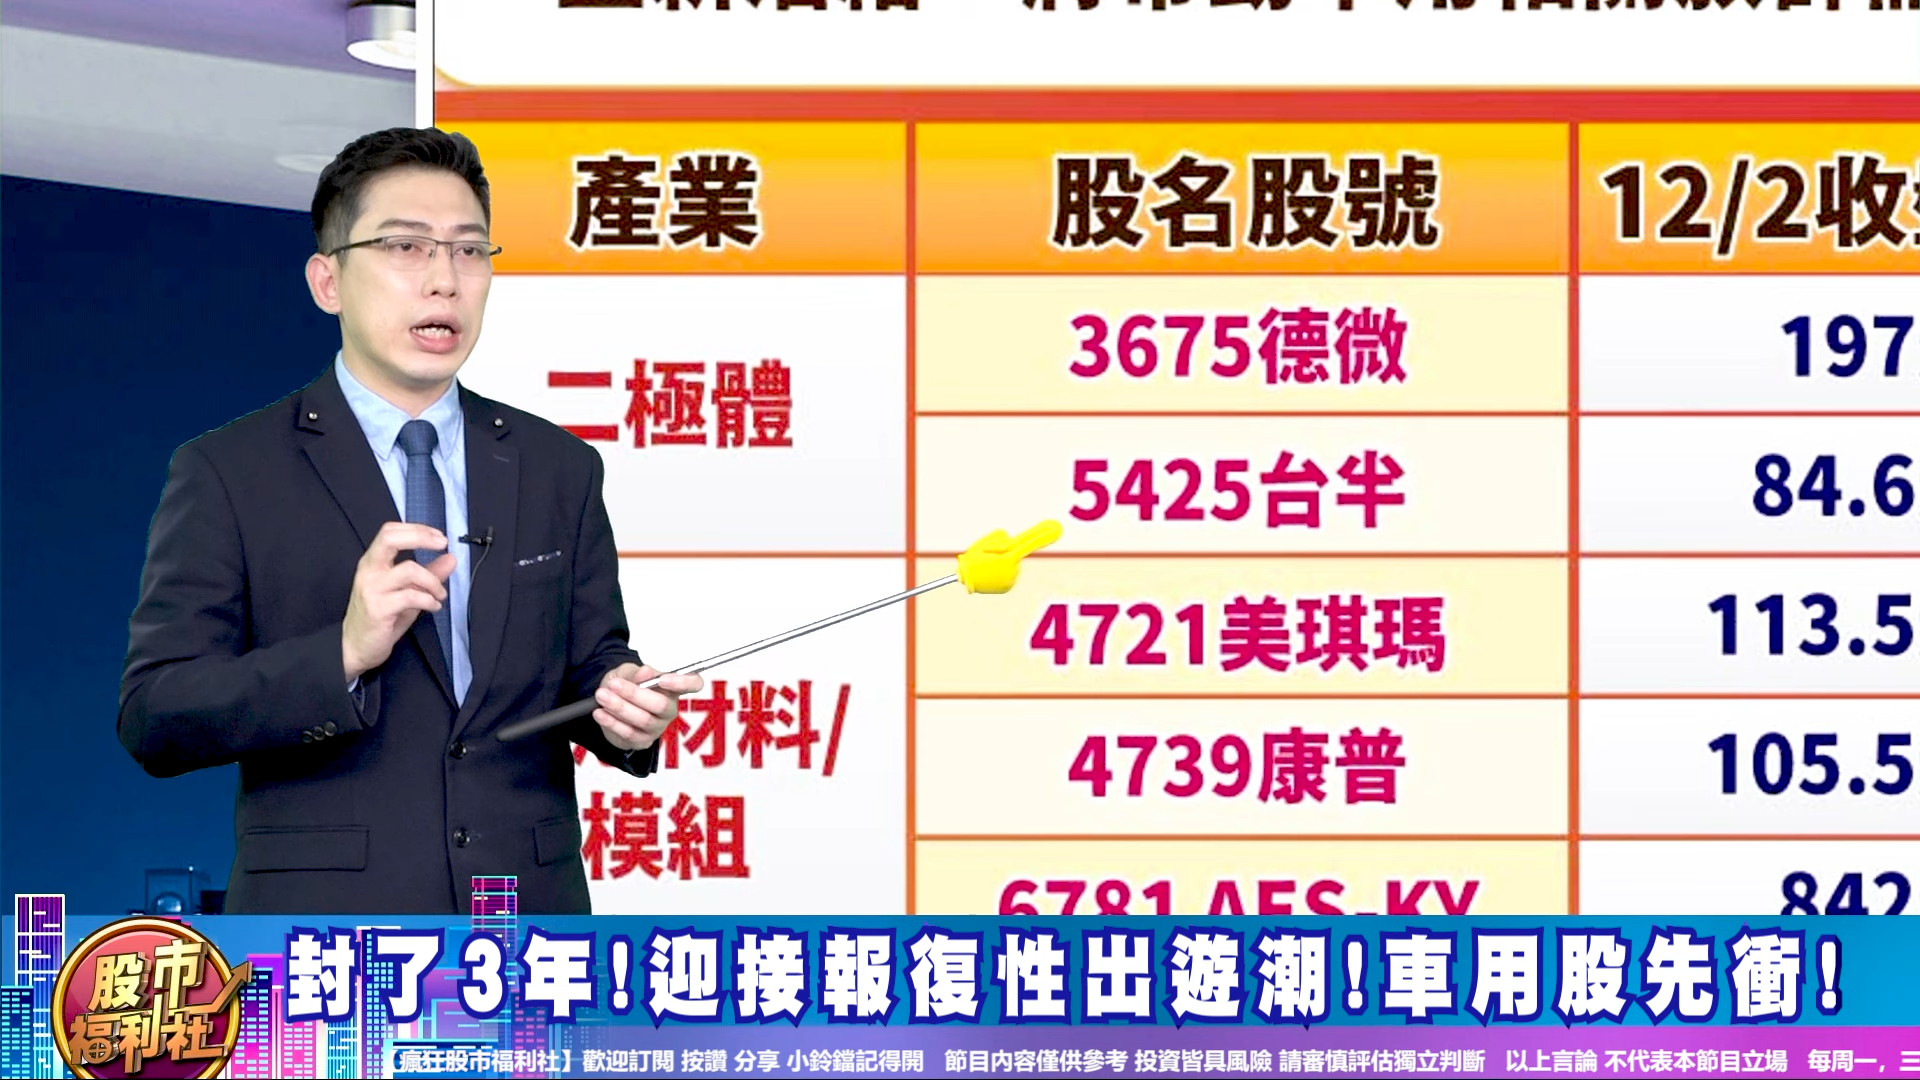 產業 股名股號 12/2收
二極體
3675德微 197
5425台半 84.6
4721美琪瑪 113.5
材料/
模組
4739康普 105.5
6781 AES-KY 842
封了3年!迎接報復性出遊潮!車用股先衝!
股市
福利社
【瘋狂股市福利社】歡迎訂閱 按讚 分享 小鈴鐺記得開 節目內容僅供參考 投資皆具風險 請審慎評估獨立判斷 以上言論 不代表本節目立場 每周一, 三